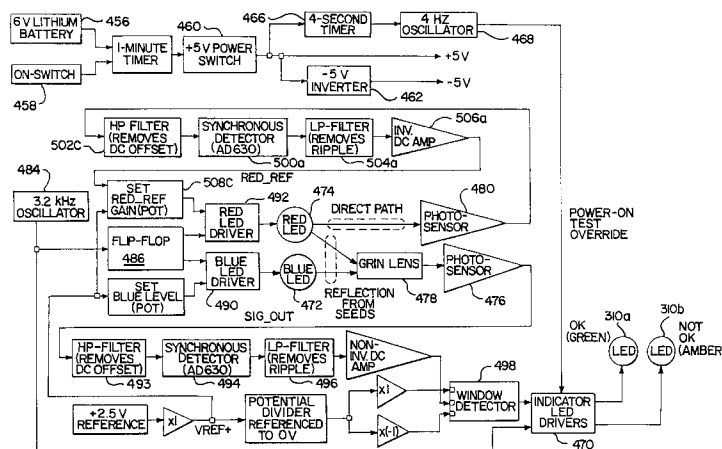 6V LITHIUM
BATTERY
456
ON-SWITCH
458
1-MINUTE
TIMER
460
+5V POWER
SWITCH
466
4-SECOND
TIMER
4 HZ
OSCILLATOR
468
+5V
-5 V
INVERTER
-5V
462
HP FILTER
(REMOVES
DC OFFSET)
502C
SYNCHRONOUS
DETECTOR
(AD630)
500a
LP-FILTER
(REMOVES
RIPPLE)
504a
INV.
DC AMP
506a
RED_REF
484
3.2 kHz
OSCILLATOR
SET
RED_REF
GAIN(POT)
508C
492
RED
LED
DRIVER
474
RED
LED
DIRECT PATH
480
PHOTO-
SENSOR
POWER-ON
TEST
OVERRIDE
FLIP-FLOP
486
BLUE
LED
DRIVER
490
BLUE
LED
472
GRIN LENS
478
PHOTO-
SENSOR
476
SET
BLUE LEVEL
(POT)
REFLECTION
FROM
SEEDS
SIG_OUT
HP-FILTER
(REMOVES
DC OFFSET)
493
SYNCHRONOUS
DETECTOR
(AD630)
494
LP-FILTER
(REMOVES
RIPPLE)
496
NON-
INV. DC
AMP
498
WINDOW
DETECTOR
+2.5 V
REFERENCE
x1
VREF+
POTENTIAL
DIVIDER
REFERENCED
TO 0V
x1
x(-1)
INDICATOR
LED
DRIVERS
470
OK
(GREEN)
310a
LED
310b
LED
NOT
OK
(AMBER)